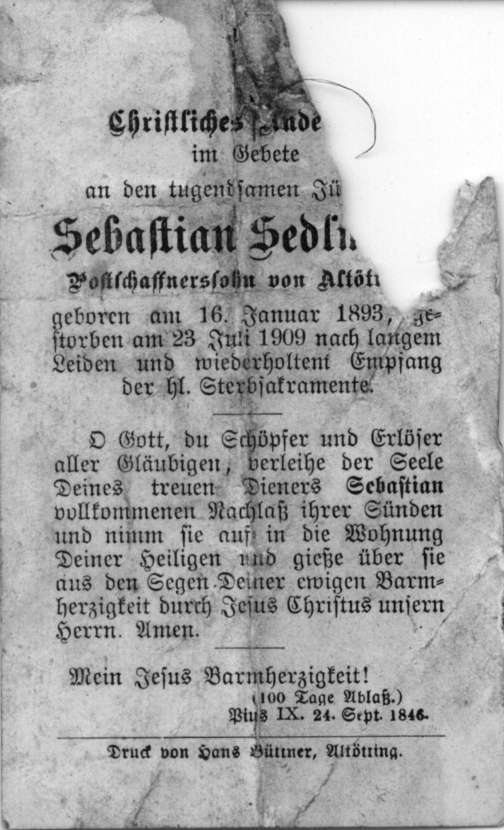 Christliches Ande
im Gebete
an den tugendsamen Jü
Sebastian Sedl
Postschaffnerssohn von Altöt
geboren am 16. Januar 1893, ge-
storben am 23 Juli 1909 nach langem
Leiden und wiederholtem Empfang
der hl. Sterbsakramente.
O Gott, du Schöpfer und Erlöser
aller Gläubigen, verleihe der Seele
Deines treuen Dieners Sebastian
vollkommenen Nachlaß ihrer Sünden
und nimm sie auf in die Wohnung
Deiner Heiligen und gieße über sie
aus den Segen Deiner ewigen Barm-
herzigkeit durch Jesus Christus unsern
Herrn. Amen.
Mein Jesus Barmherzigkeit!
(100 Tage Ablaß.)
Pius IX. 24. Sept. 1846.
Druck von Hans Büttner, Altötting.